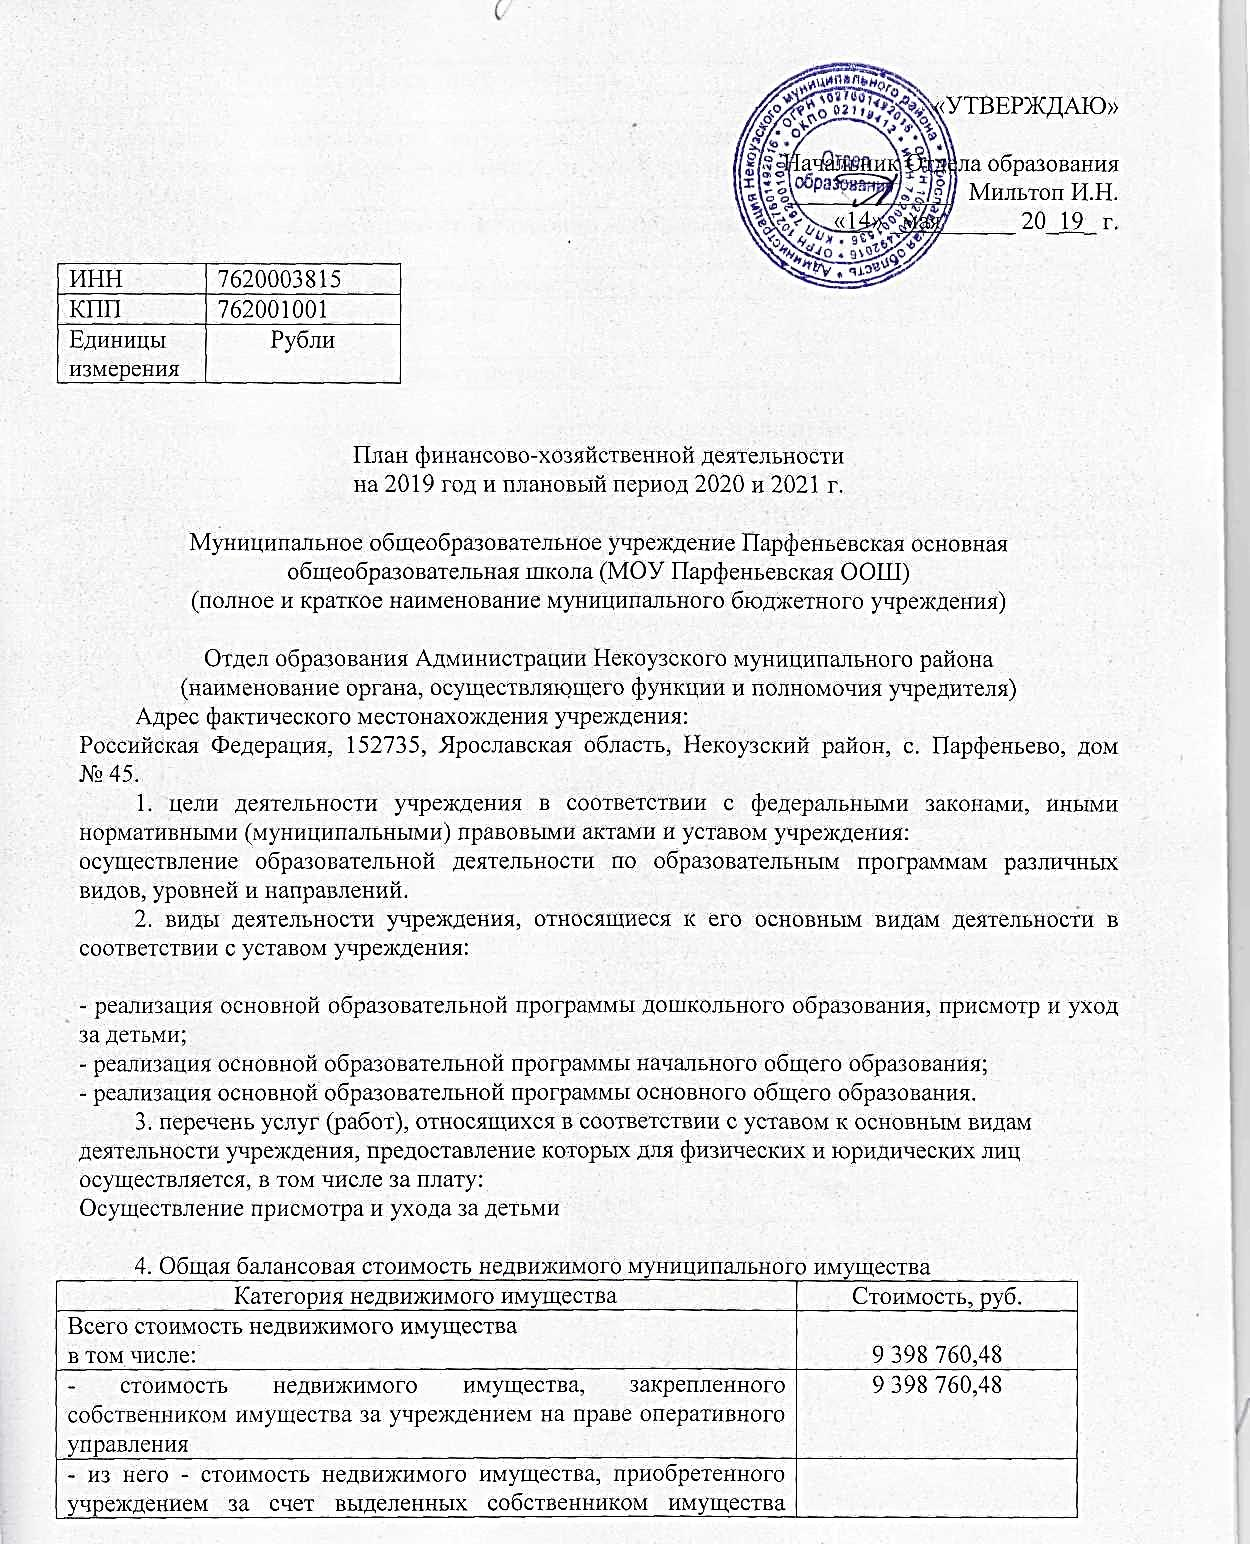 «УТВЕРЖДАЮ»
Начальник Отдела образования
Мильтоп И.Н.
«14» мая 20_19_ г.
Отдел
образования
ИНН 7620003815
КПП 762001001
Единицы Рубли
измерения
План финансово-хозяйственной деятельности
на 2019 год и плановый период 2020 и 2021 г.
Муниципальное общеобразовательное учреждение Парфеньевская основная
общеобразовательная школа (МОУ Парфеньевская ООШ)
(полное и краткое наименование муниципального бюджетного учреждения)
Отдел образования Администрации Некоузского муниципального района
(наименование органа, осуществляющего функции и полномочия учредителя)
Адрес фактического местонахождения учреждения:
Российская Федерация, 152735, Ярославская область, Некоузский район, с. Парфеньево, дом
№ 45.
1. цели деятельности учреждения в соответствии с федеральными законами, иными
нормативными (муниципальными) правовыми актами и уставом учреждения:
осуществление образовательной деятельности по образовательным программам различных
видов, уровней и направлений.
2. виды деятельности учреждения, относящиеся к его основным видам деятельности в
соответствии с уставом учреждения:
- реализация основной образовательной программы дошкольного образования, присмотр и уход
за детьми;
- реализация основной образовательной программы начального общего образования;
- реализация основной образовательной программы основного общего образования.
3. перечень услуг (работ), относящихся в соответствии с уставом к основным видам
деятельности учреждения, предоставление которых для физических и юридических лиц
осуществляется, в том числе за плату:
Осуществление присмотра и ухода за детьми
4. Общая балансовая стоимость недвижимого муниципального имущества
Категория недвижимого имущества Стоимость, руб.
Всего стоимость недвижимого имущества
в том числе: 9 398 760,48
- стоимость недвижимого имущества, закрепленного 9 398 760,48
собственником имущества за учреждением на праве оперативного
управления
- из него - стоимость недвижимого имущества, приобретенного
учреждением за счет выделенных собственником имущества